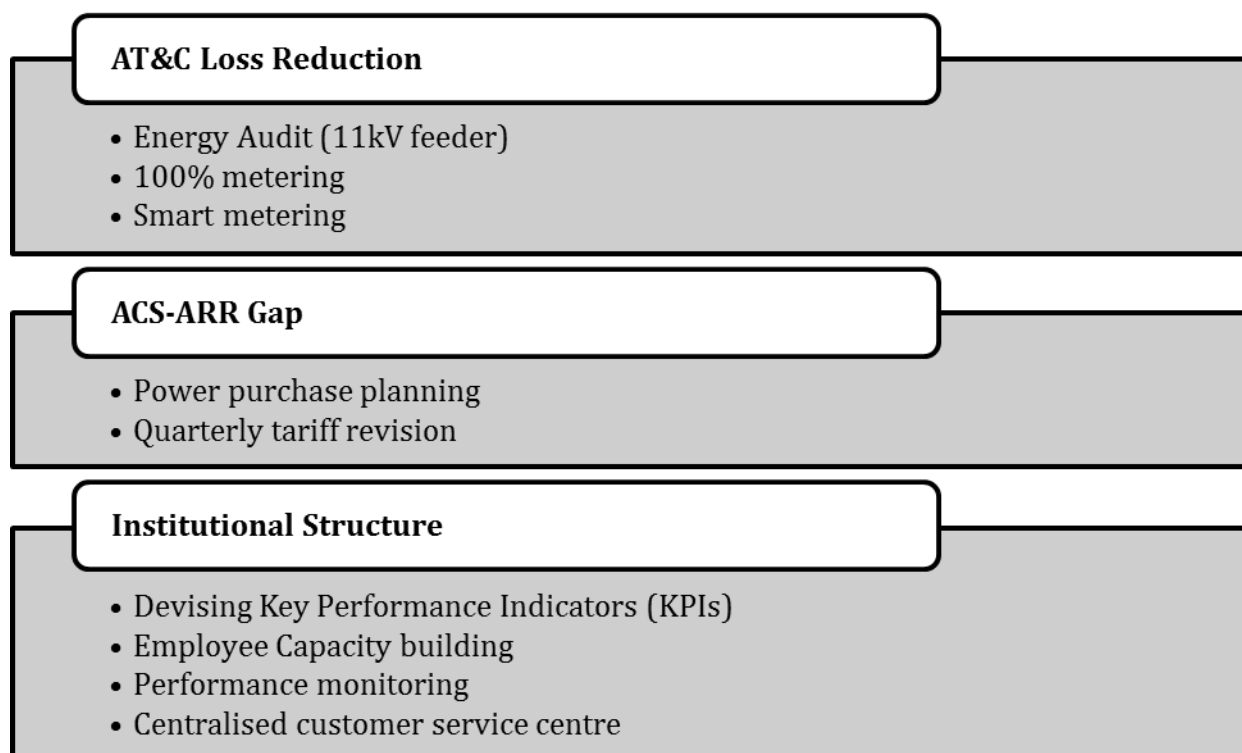 AT&C Loss Reduction
• Energy Audit (11kV feeder)
• 100% metering
• Smart metering
ACS-ARR Gap
• Power purchase planning
• Quarterly tariff revision
Institutional Structure
• Devising Key Performance Indicators (KPIs)
• Employee Capacity building
• Performance monitoring
• Centralised customer service centre